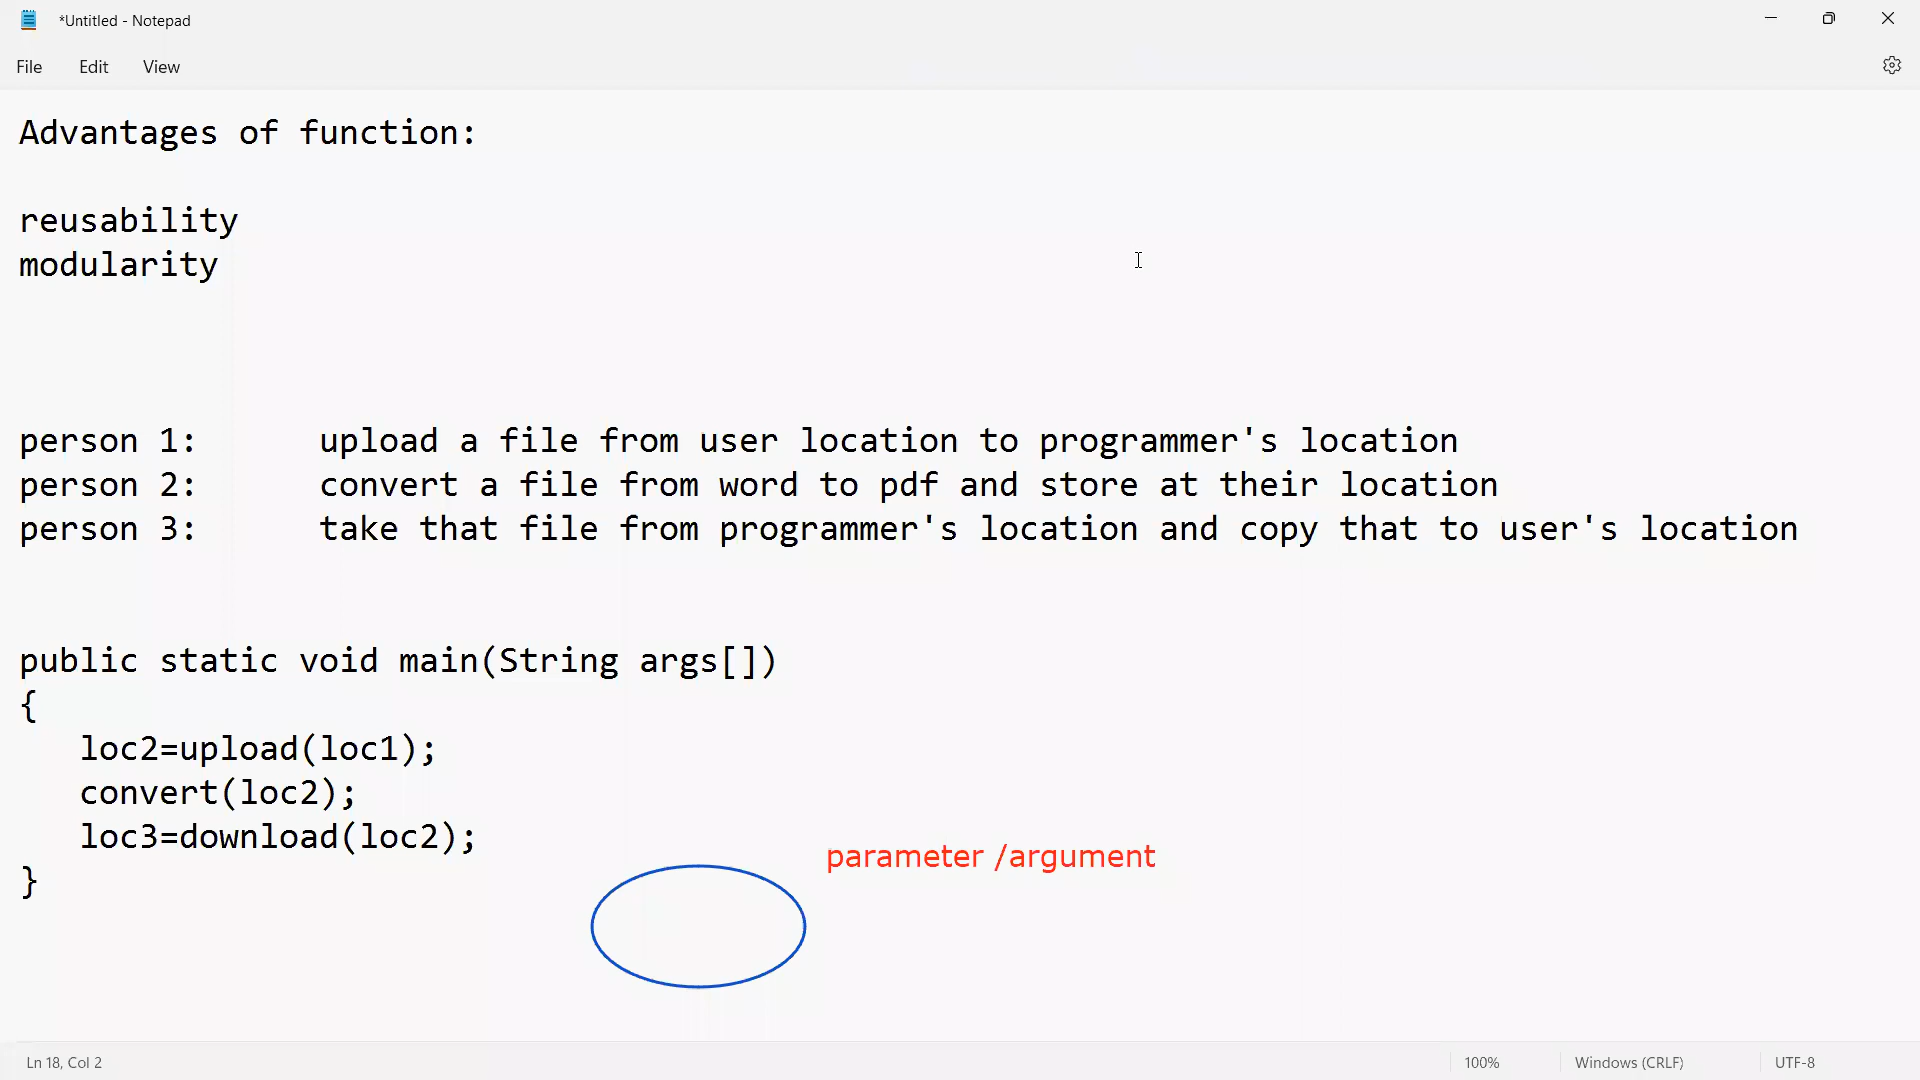 *Untitled - Notepad
File Edit View
Advantages of function:
reusability
modularity
person 1: upload a file from user location to programmer's location
person 2: convert a file from word to pdf and store at their location
person 3: take that file from programmer's location and copy that to user's location
public static void main(String args[])
{
loc2=upload(loc1);
convert(loc2);
loc3=download(loc2);
}
parameter /argument
Ln 18, Col 2 100% Windows (CRLF) UTF-8